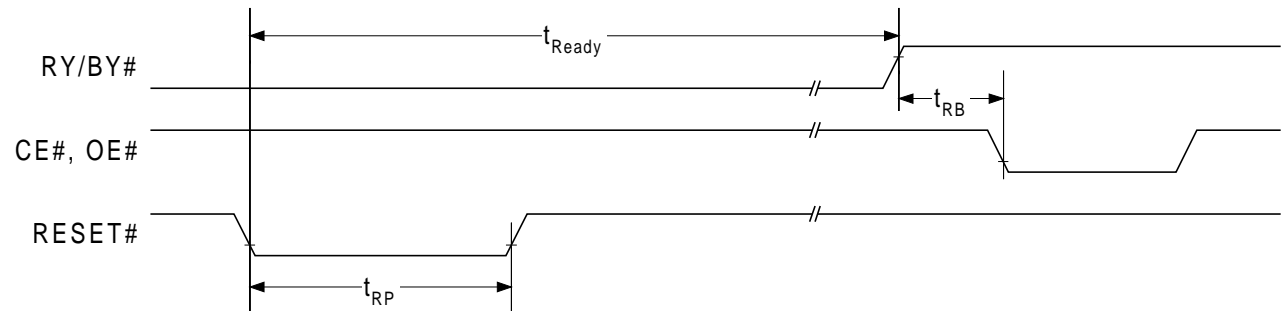 tReady
RY/BY#
tRB
CE#, OE#
RESET#
tRP